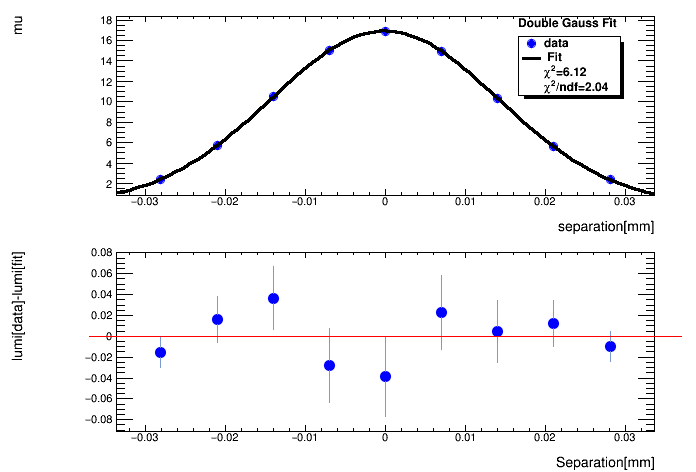 mu
Double Gauss Fit
data
Fit
χ²=6.12
χ²/ndf=2.04
18
16
14
12
10
8
6
4
2
−0.03 −0.02 −0.01 0 0.01 0.02 0.03
separation[mm]
lumi[data]-lumi[fit]
0.08
0.06
0.04
0.02
0
−0.02
−0.04
−0.06
−0.08
−0.03 −0.02 −0.01 0 0.01 0.02 0.03
Separation[mm]